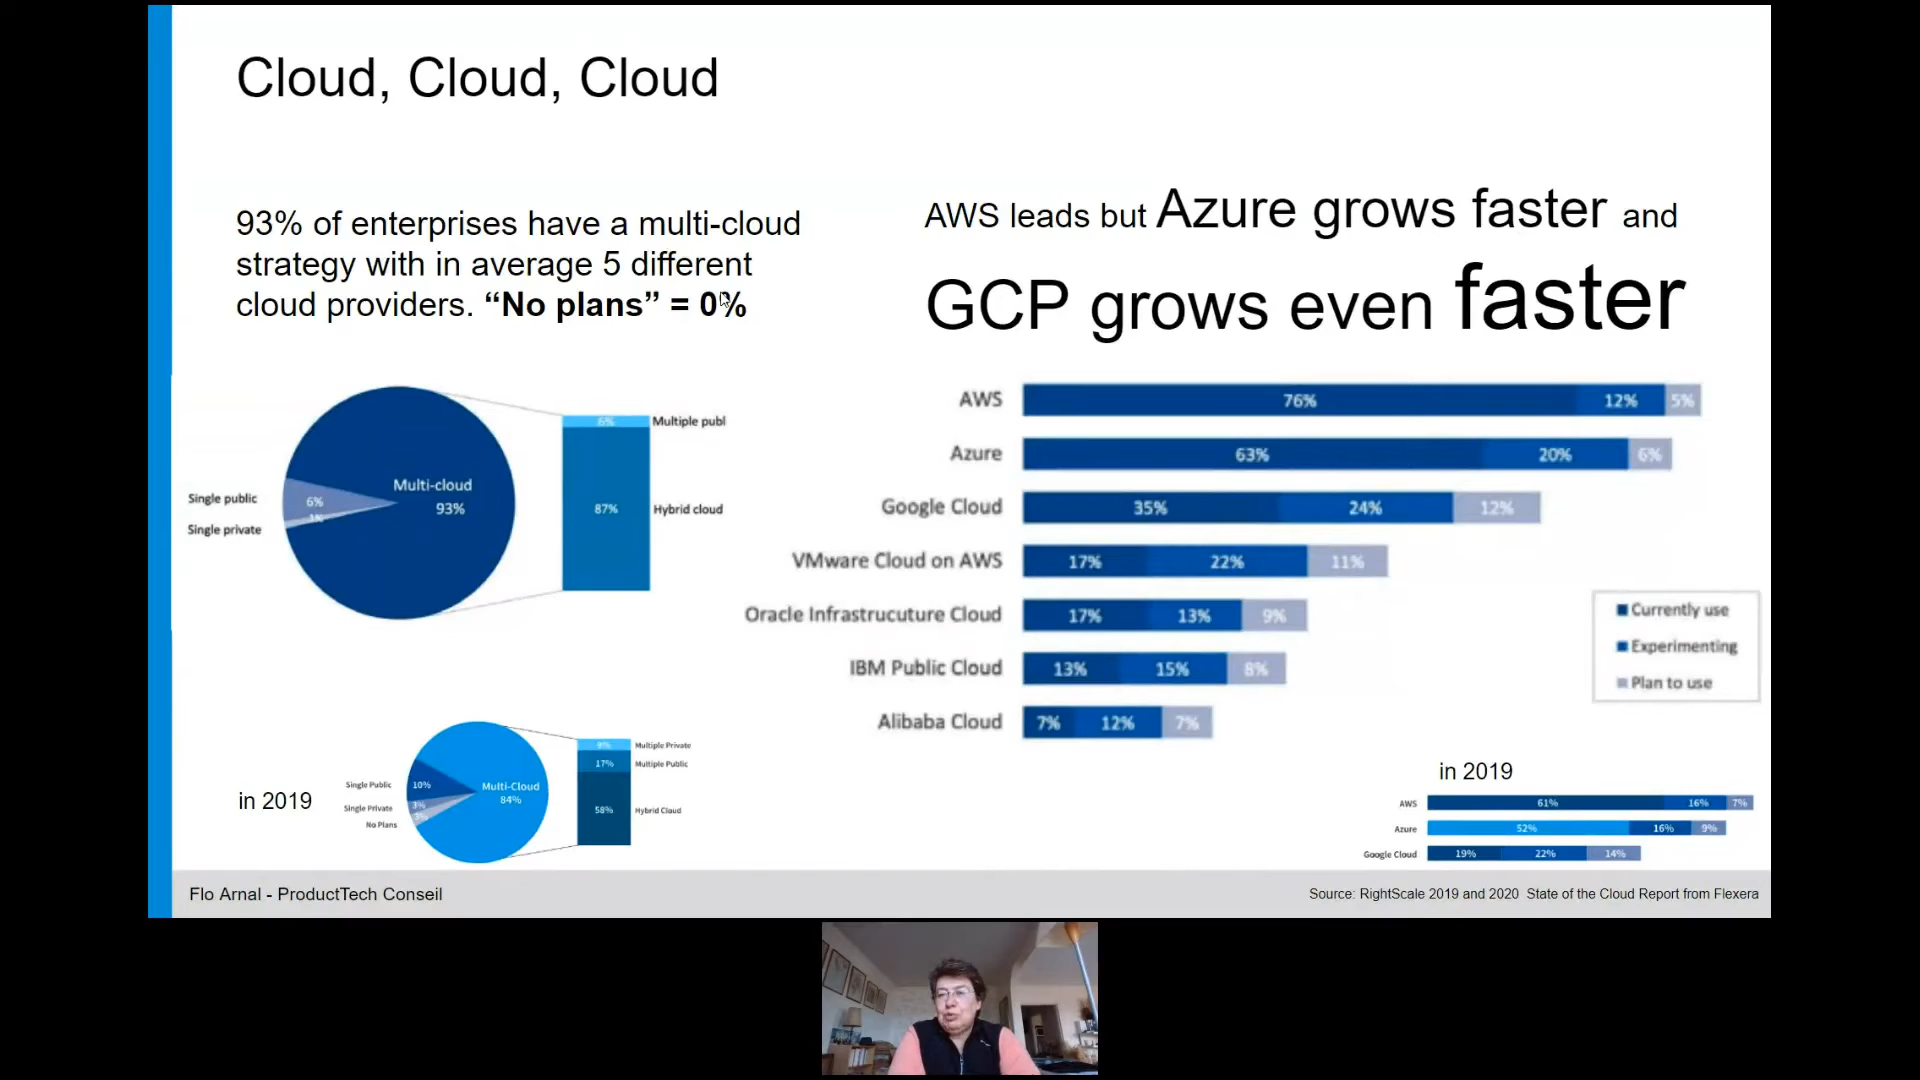 Cloud, Cloud, Cloud
93% of enterprises have a multi-cloud
strategy with in average 5 different
cloud providers. “No plans” = 0%
AWS leads but Azure grows faster and
GCP grows even faster
Multi-cloud
93%
Single public
6%
1%
Single private
6%
Multiple publ
87%
Hybrid cloud
AWS 76% 12% 5%
Azure 63% 20% 6%
Google Cloud 35% 24% 12%
VMware Cloud on AWS 17% 22% 11%
Oracle Infrastrucuture Cloud 17% 13% 9%
IBM Public Cloud 13% 15% 8%
Alibaba Cloud 7% 12% 7%
Currently use
Experimenting
Plan to use
in 2019
Single Public 10%
Single Private 3%
No Plans 3%
Multi-Cloud
84%
9% Multiple Private
17% Multiple Public
58% Hybrid Cloud
in 2019
AWS 61% 16% 7%
Azure 52% 16% 9%
Google Cloud 19% 22% 14%
Flo Arnal - ProductTech Conseil
Source: RightScale 2019 and 2020 State of the Cloud Report from Flexera